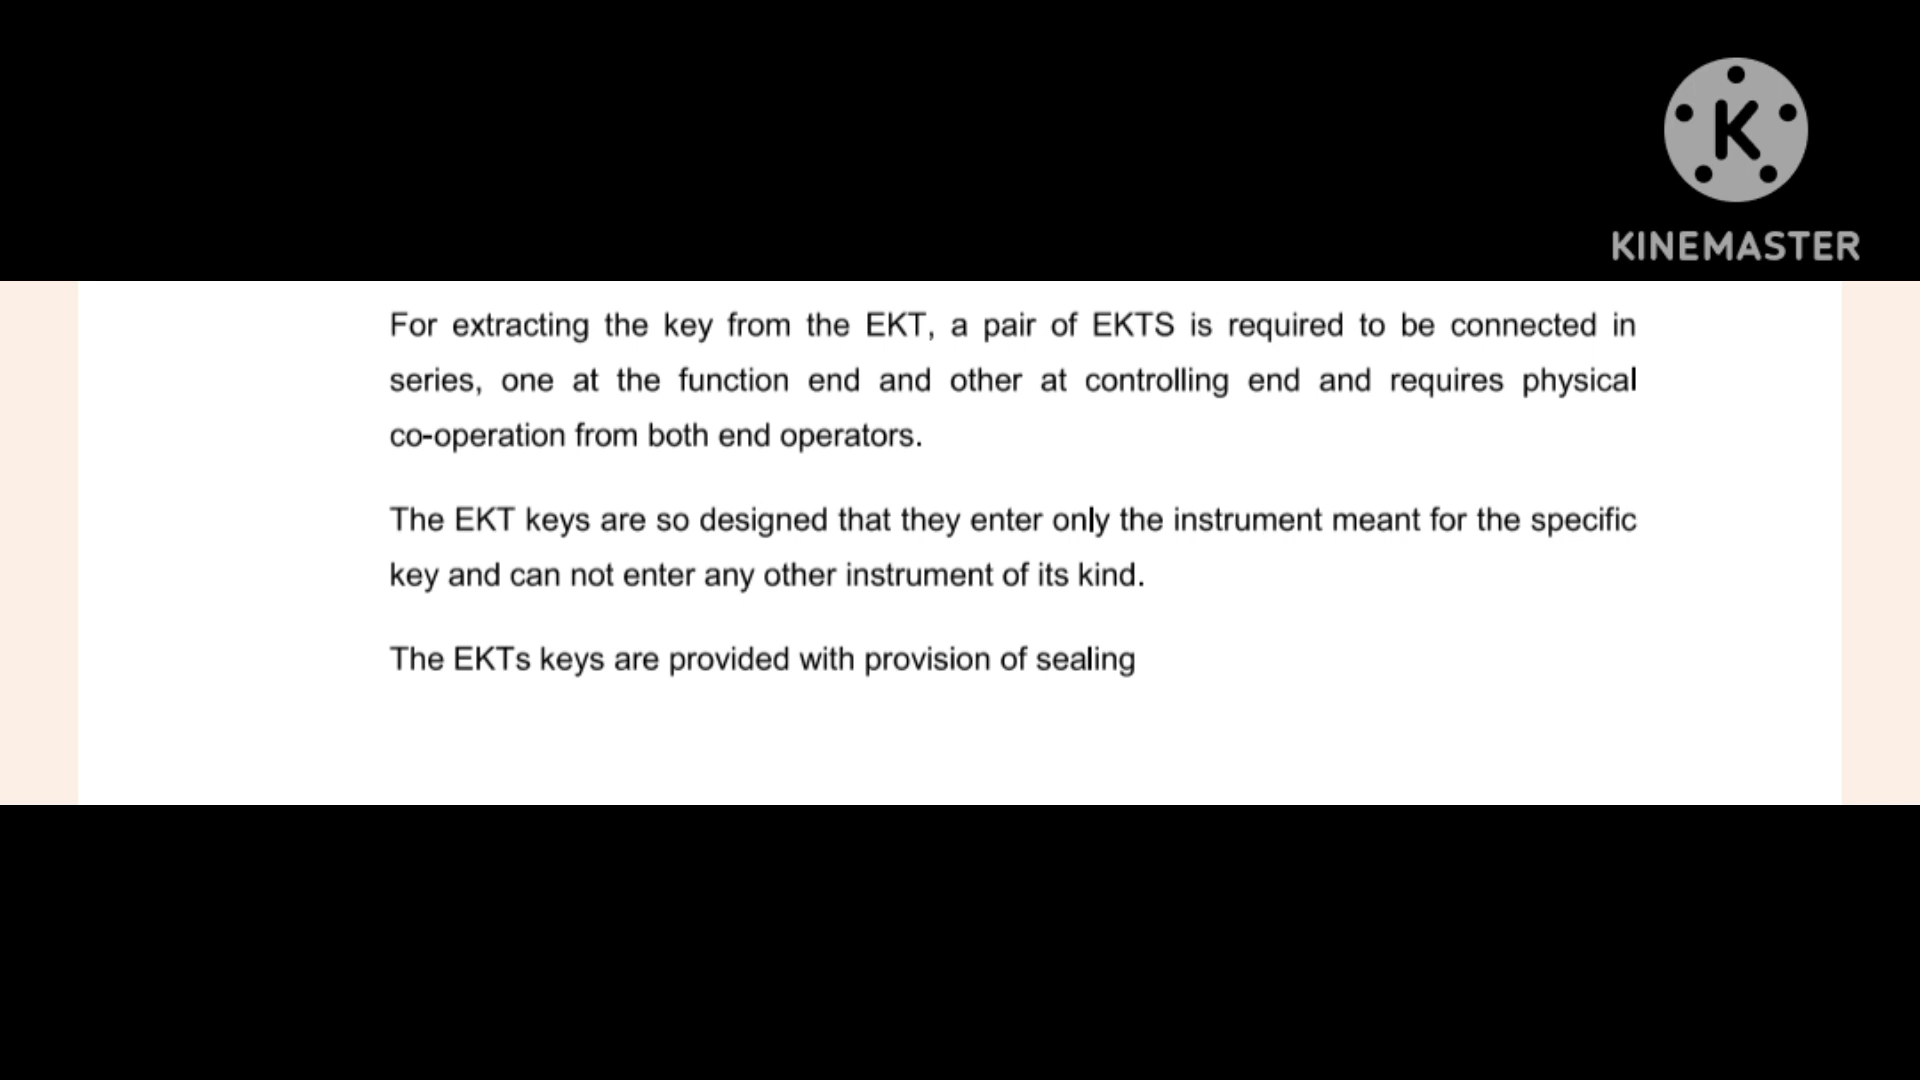 K
KINEMASTER
For extracting the key from the EKT, a pair of EKTS is required to be connected in
series, one at the function end and other at controlling end and requires physical
co-operation from both end operators.
The EKT keys are so designed that they enter only the instrument meant for the specific
key and can not enter any other instrument of its kind.
The EKTs keys are provided with provision of sealing